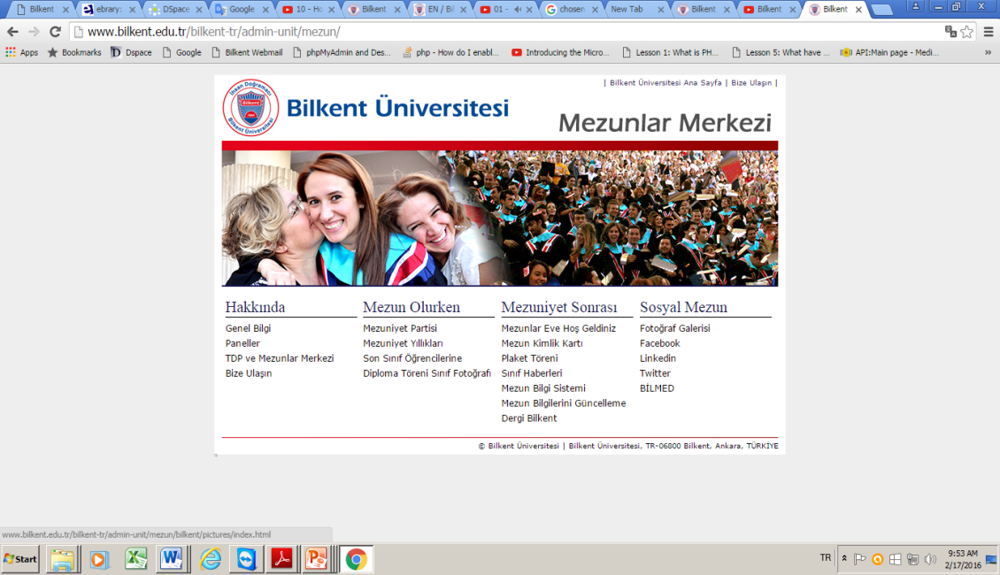 Bilkent
ebrary:
DSpace
Google
10 - Ho
Bilkent
EN / Bil
01 -
chosen
New Tab
Bilkent
Bilkent
Bilkent
www.bilkent.edu.tr/bilkent-tr/admin-unit/mezun/
Apps Bookmarks Dspace Google Bilkent Webmail phpMyAdmin and Des... php - How do I enabl... Introducing the Micro... Lesson 1: What is PH... Lesson 5: What have ... API:Main page - Medi... »
| Bilkent Üniversitesi Ana Sayfa | Bize Ulaşın |
İhsan Doğramacı
Bilkent
Bilkent Üniversitesi
Bilkent Üniversitesi
Mezunlar Merkezi
Hakkında
Genel Bilgi
Paneller
TDP ve Mezunlar Merkezi
Bize Ulaşın
Mezun Olurken
Mezuniyet Partisi
Mezuniyet Yıllıkları
Son Sınıf Öğrencilerine
Diploma Töreni Sınıf Fotoğrafı
Mezuniyet Sonrası
Mezunlar Eve Hoş Geldiniz
Mezun Kimlik Kartı
Plaket Töreni
Sınıf Haberleri
Mezun Bilgi Sistemi
Mezun Bilgilerini Güncelleme
Dergi Bilkent
Sosyal Mezun
Fotoğraf Galerisi
Facebook
Linkedin
Twitter
BİLMED
© Bilkent Üniversitesi | Bilkent Üniversitesi, TR-06800 Bilkent, Ankara, TÜRKİYE
www.bilkent.edu.tr/bilkent-tr/admin-unit/mezun/bilkent/pictures/index.html
Start
TR
9:53 AM
2/17/2016